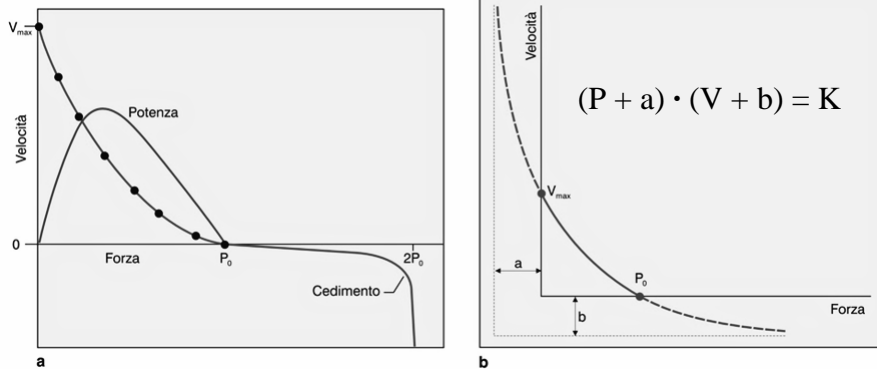 Vmax
Potenza
Velocità
0
Forza
P0
2P0
Cedimento
a
Velocità
(P + a) · (V + b) = K
Vmax
a
P0
b
Forza
b